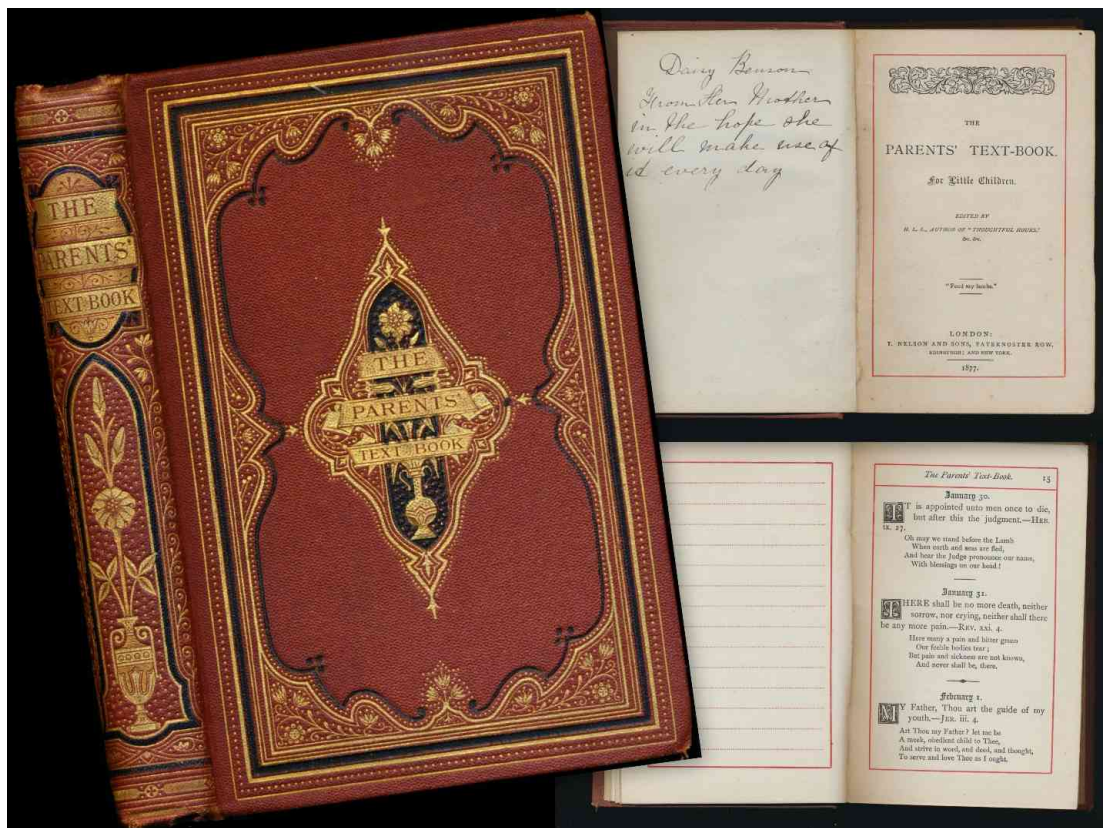 THE
PARENTS'
TEXT-BOOK
THE
PARENTS'
TEXT BOOK
Daisy Benson
From Her Mother
in the hope she
will make use of
it every day
THE
PARENTS' TEXT-BOOK.
For Little Children.
EDITED BY
H. L. L., AUTHOR OF "THOUGHTFUL HOURS,"
&c. &c.
"Feed my lambs."
LONDON:
T. NELSON AND SONS, PATERNOSTER ROW,
EDINBURGH; AND NEW YORK.
1877.
The Parents' Text-Book. 15
January 30.
IT is appointed unto men once to die,
but after this the judgment.—HEB.
ix. 27.
Oh may we stand before the Lamb
When earth and seas are fled,
And hear the Judge pronounce our name,
With blessings on our head!
January 31.
THERE shall be no more death, neither
sorrow, nor crying, neither shall there
be any more pain.—REV. xxi. 4.
Here many a pain and bitter groan
Our feeble bodies tear;
But pain and sickness are not known,
And never shall be, there.
February 1.
MY Father, Thou art the guide of my
youth.—JER. iii. 4.
Art Thou my Father? let me be
A meek, obedient child to Thee,
And strive in word, and deed, and thought,
To serve and love Thee as I ought.